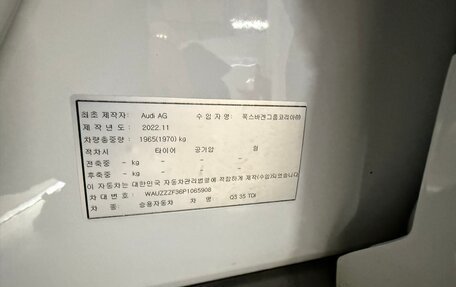 최초 제작자: Audi AG 수 입 자 명: 폭스바겐그룹코리아㈜
제 작 년 도 : 2022.11
차량총중량 : 1965(1970) kg
적차시 타이어 공기압 림
전축중 - kg - - -
후축중 - kg - - -
이 자동차는 대한민국 자동차관리법령에 적합하게 제작(수입)되었습니다
차 대 번 호 : WAUZZZF36P1065908
차 종: 승용자동차 차 명: Q3 35 TDI